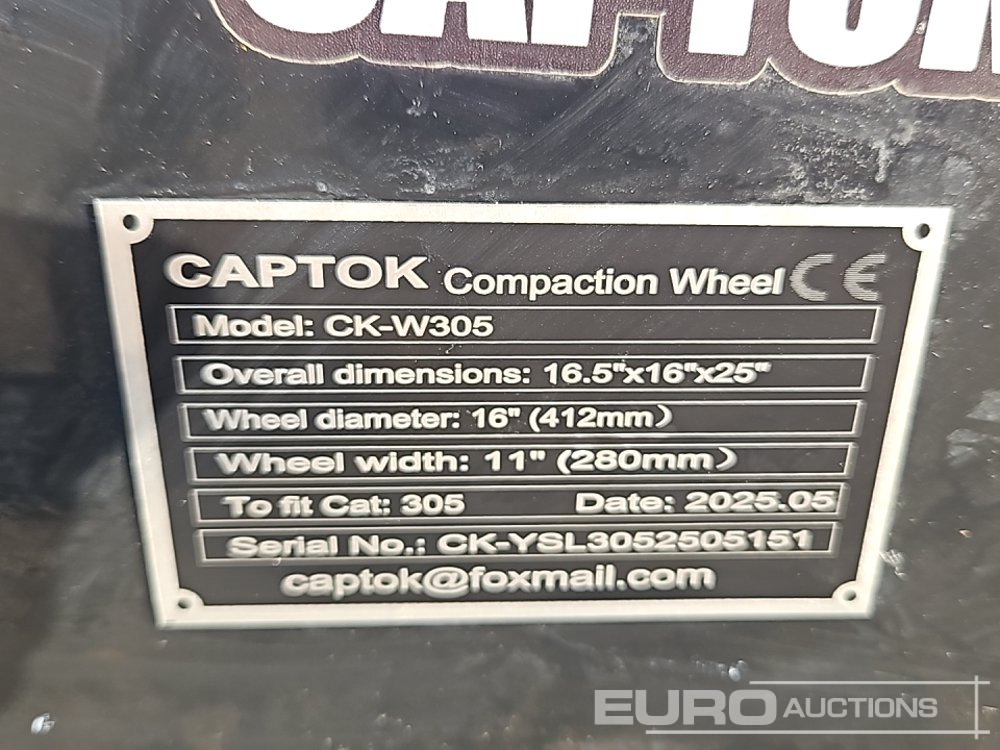 CAPTOK
CAPTOK Compaction Wheel CE
Model: CK-W305
Overall dimensions: 16.5"x16"x25"
Wheel diameter: 16" (412mm)
Wheel width: 11" (280mm)
To fit Cat: 305 Date: 2025.05
Serial No.: CK-YSL3052505151
captok@foxmail.com
EURO AUCTIONS